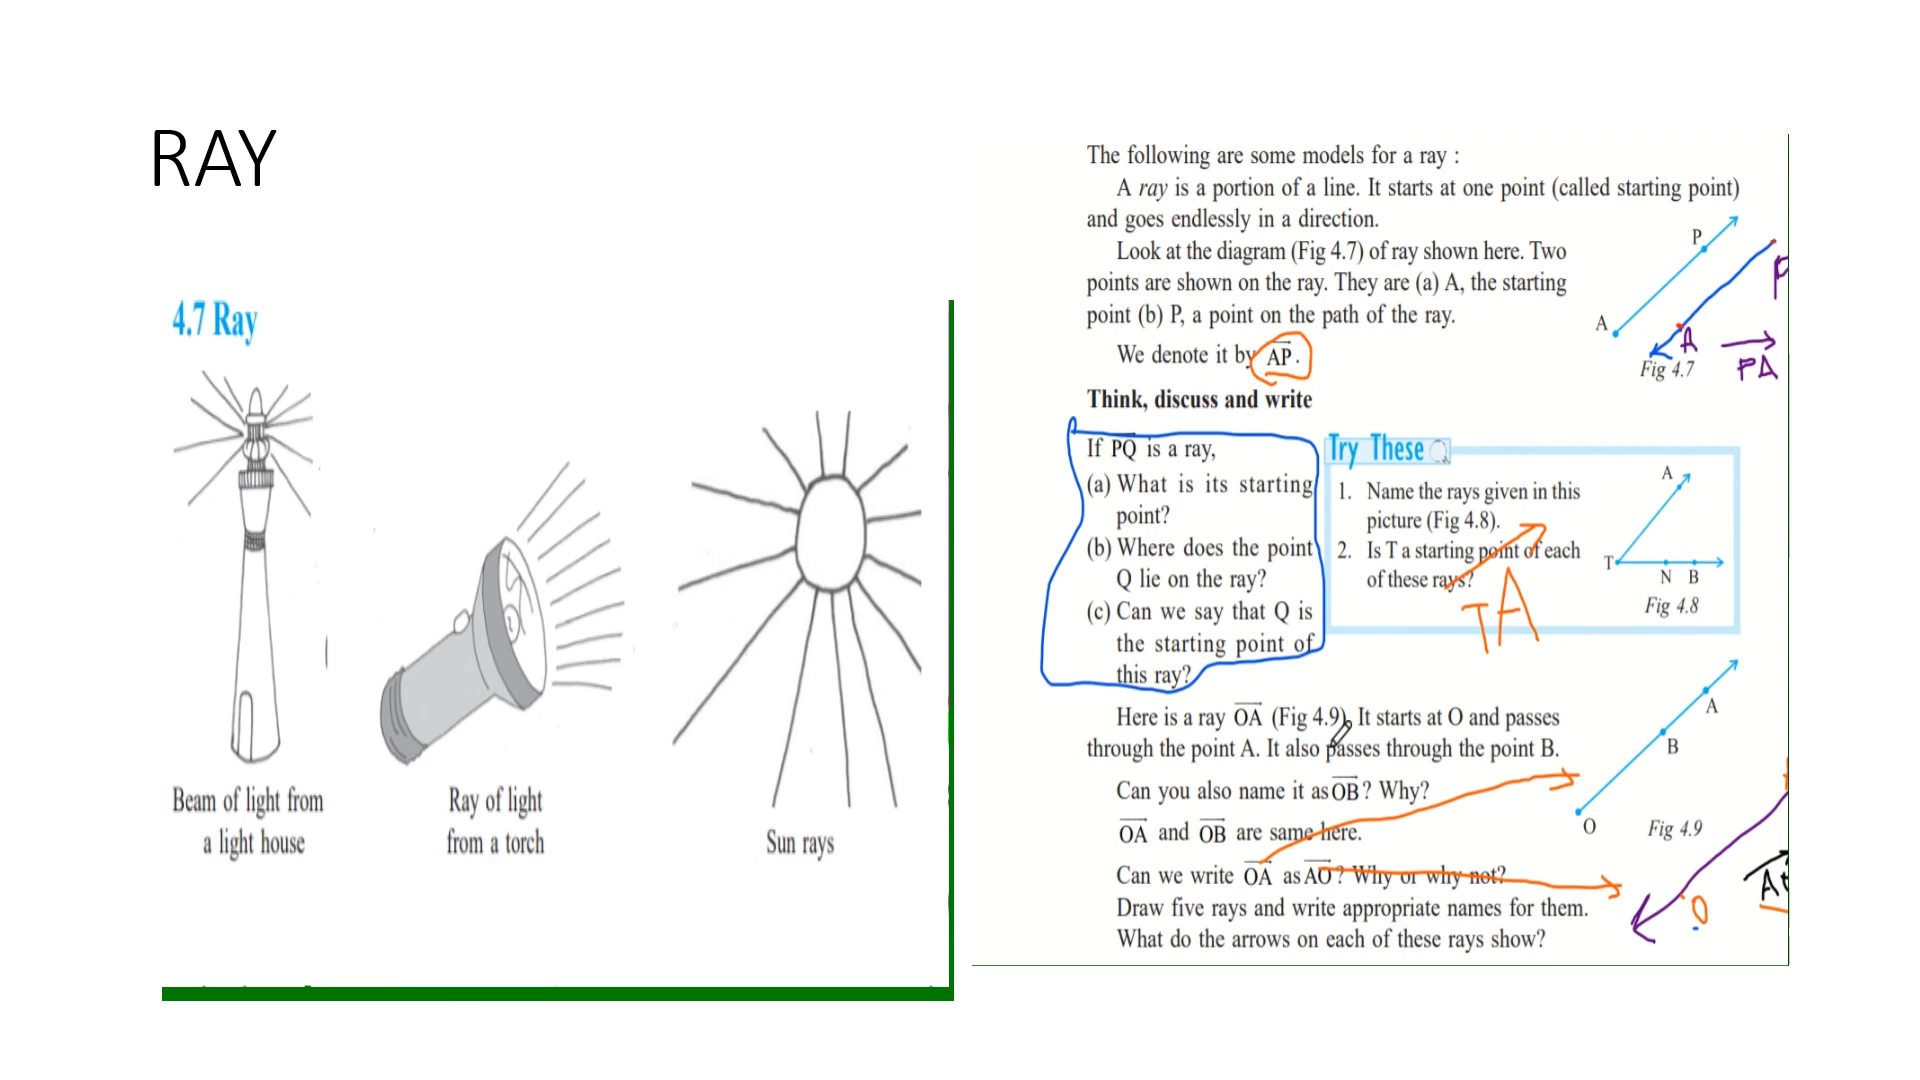 RAY
4.7 Ray
Beam of light from
a light house
Ray of light
from a torch
Sun rays
The following are some models for a ray :
A ray is a portion of a line. It starts at one point (called starting point)
and goes endlessly in a direction.
Look at the diagram (Fig 4.7) of ray shown here. Two
points are shown on the ray. They are (a) A, the starting
point (b) P, a point on the path of the ray.
We denote it by AP.
P
A
Fig 4.7
P
A
PA
Think, discuss and write
If PQ is a ray,
(a) What is its starting
point?
(b) Where does the point
Q lie on the ray?
(c) Can we say that Q is
the starting point of
this ray?
Try These
1. Name the rays given in this
picture (Fig 4.8).
2. Is T a starting point of each
of these rays?
TA
A
T
N B
Fig 4.8
Here is a ray OA (Fig 4.9). It starts at O and passes
through the point A. It also passes through the point B.
Can you also name it as OB? Why?
OA and OB are same here.
Can we write OA as AO? Why or why not?
Draw five rays and write appropriate names for them.
What do the arrows on each of these rays show?
A
B
O
Fig 4.9
O